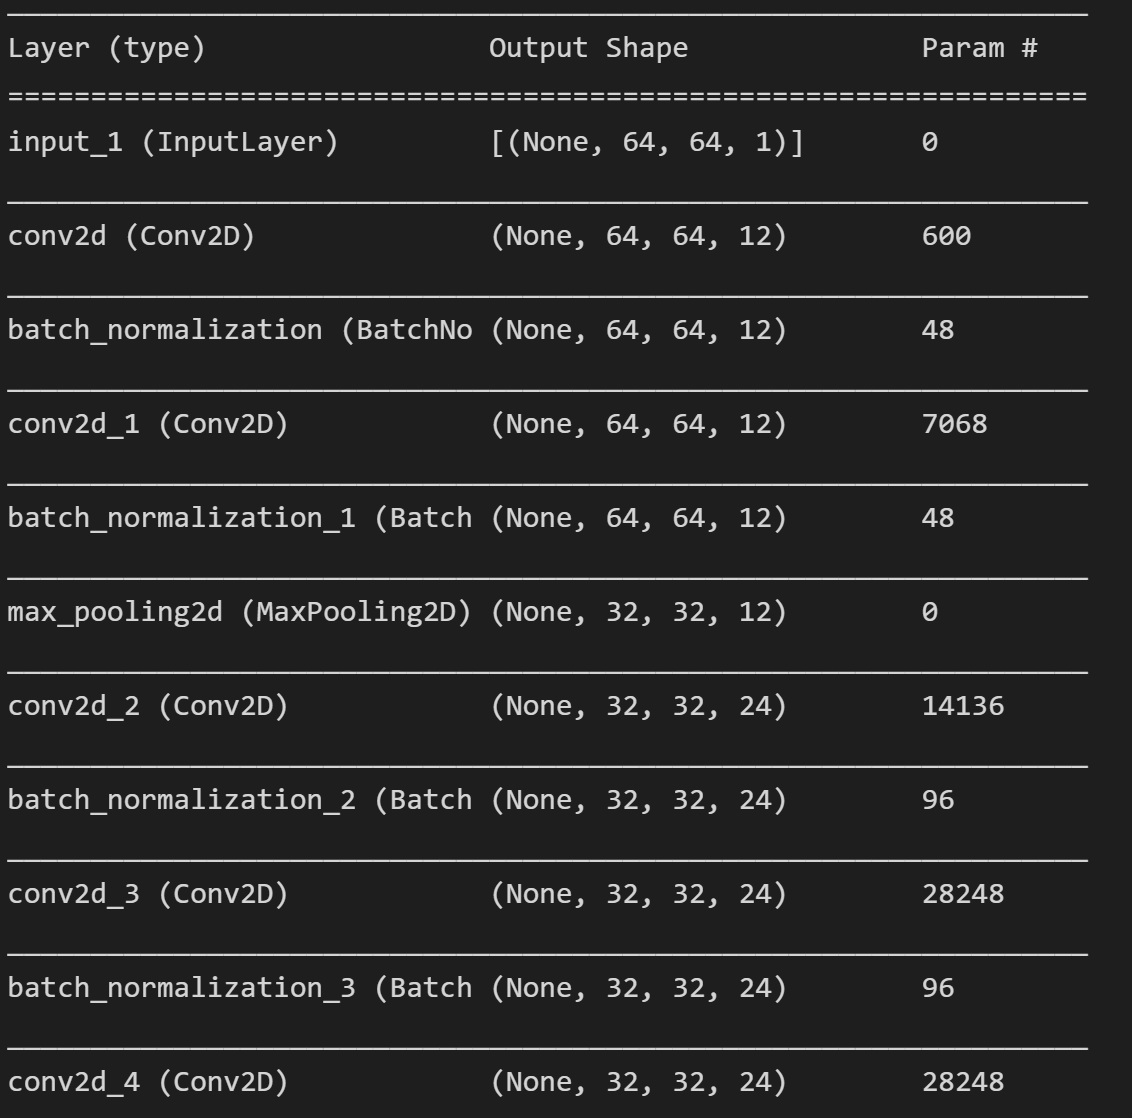 Layer (type) Output Shape Param #
=================================================================
input_1 (InputLayer) [(None, 64, 64, 1)] 0
conv2d (Conv2D) (None, 64, 64, 12) 600
batch_normalization (BatchNo (None, 64, 64, 12) 48
conv2d_1 (Conv2D) (None, 64, 64, 12) 7068
batch_normalization_1 (Batch (None, 64, 64, 12) 48
max_pooling2d (MaxPooling2D) (None, 32, 32, 12) 0
conv2d_2 (Conv2D) (None, 32, 32, 24) 14136
batch_normalization_2 (Batch (None, 32, 32, 24) 96
conv2d_3 (Conv2D) (None, 32, 32, 24) 28248
batch_normalization_3 (Batch (None, 32, 32, 24) 96
conv2d_4 (Conv2D) (None, 32, 32, 24) 28248